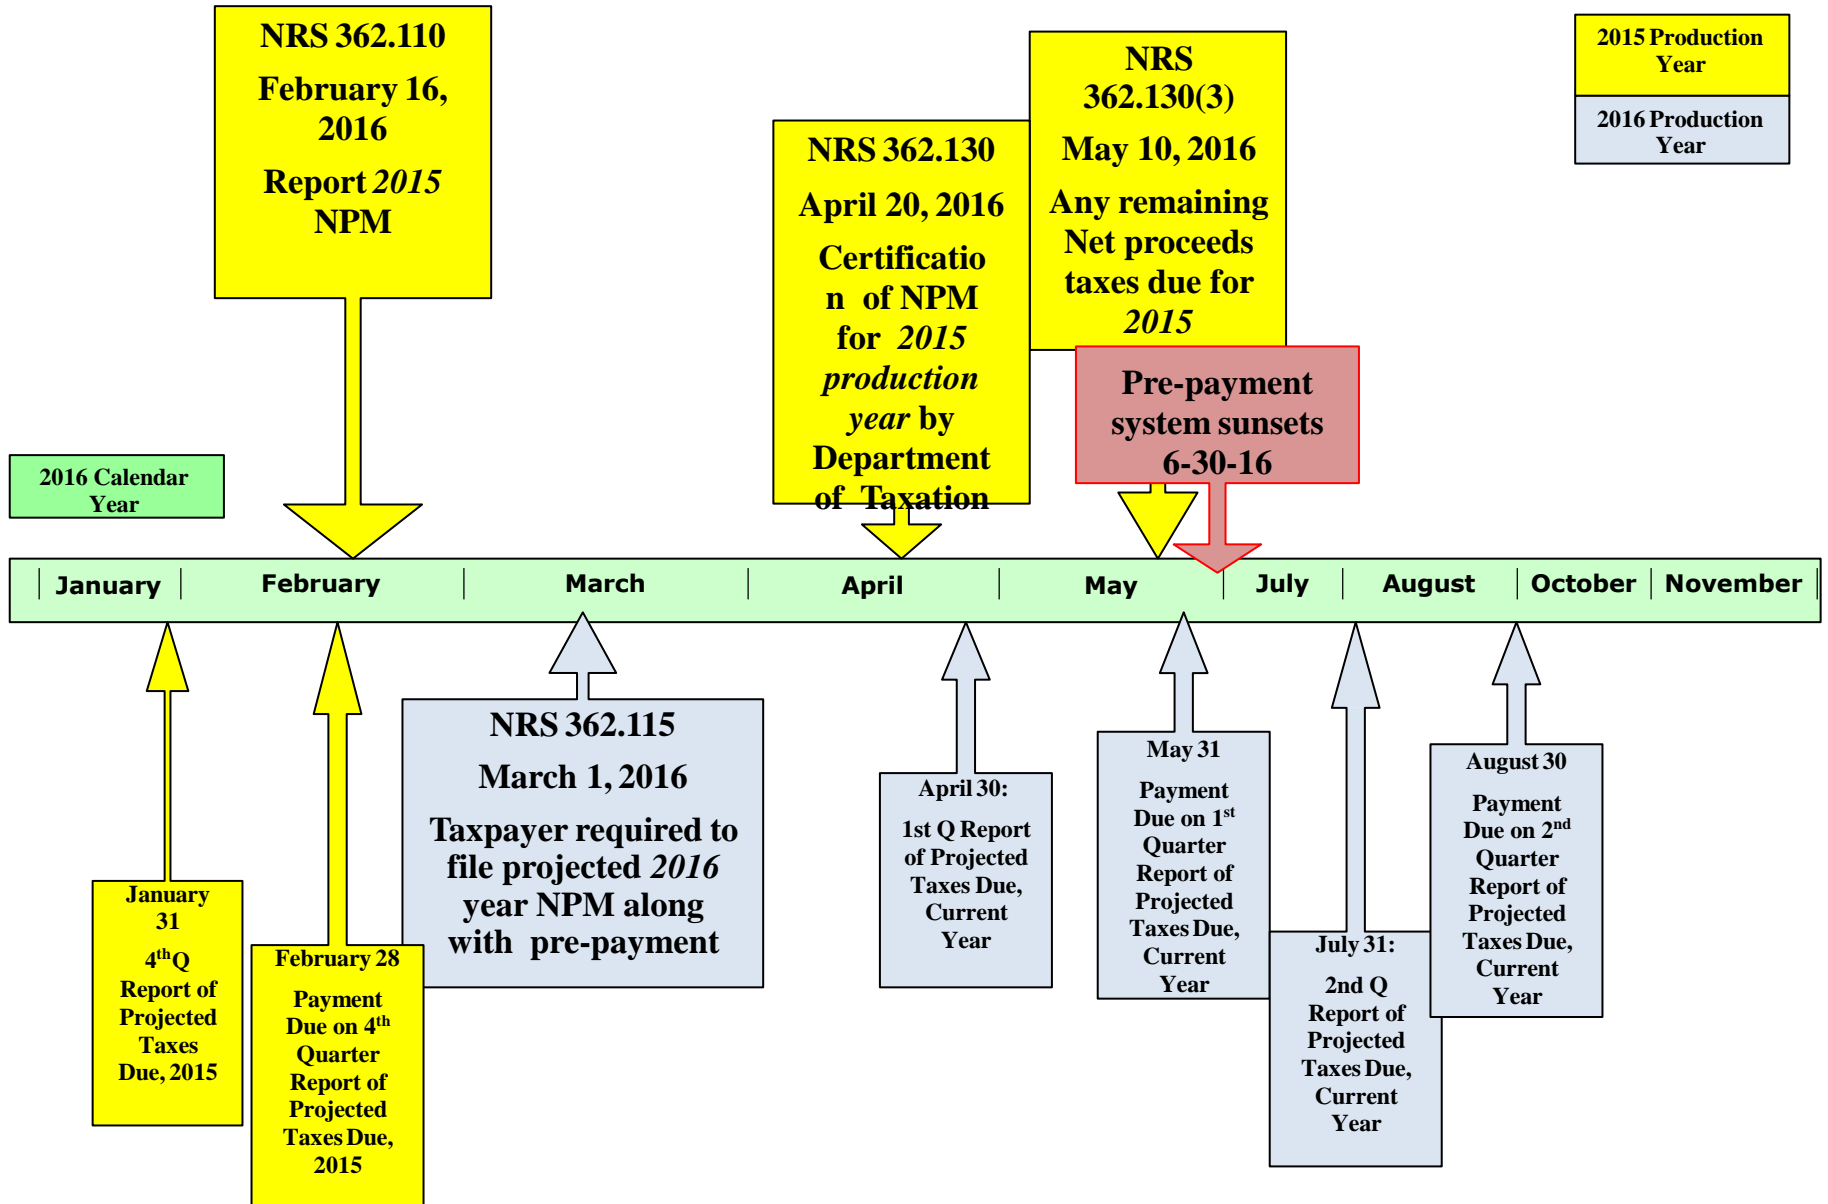 NRS 362.110
February 16,
2016
Report 2015
NPM
NRS 362.130
April 20, 2016
Certificatio
n of NPM
for 2015
production
year by
Department
of Taxation
NRS
362.130(3)
May 10, 2016
Any remaining
Net proceeds
taxes due for
2015
Pre-payment
system sunsets
6-30-16
2015 Production
Year
2016 Production
Year
2016 Calendar
Year
January February March April May July August October November
January
31
4th Q
Report of
Projected
Taxes
Due, 2015
February 28
Payment
Due on 4th
Quarter
Report of
Projected
Taxes Due,
2015
NRS 362.115
March 1, 2016
Taxpayer required to
file projected 2016
year NPM along
with pre-payment
April 30:
1st Q Report
of Projected
Taxes Due,
Current
Year
May 31
Payment
Due on 1st
Quarter
Report of
Projected
Taxes Due,
Current
Year
July 31:
2nd Q
Report of
Projected
Taxes Due,
Current
Year
August 30
Payment
Due on 2nd
Quarter
Report of
Projected
Taxes Due,
Current
Year